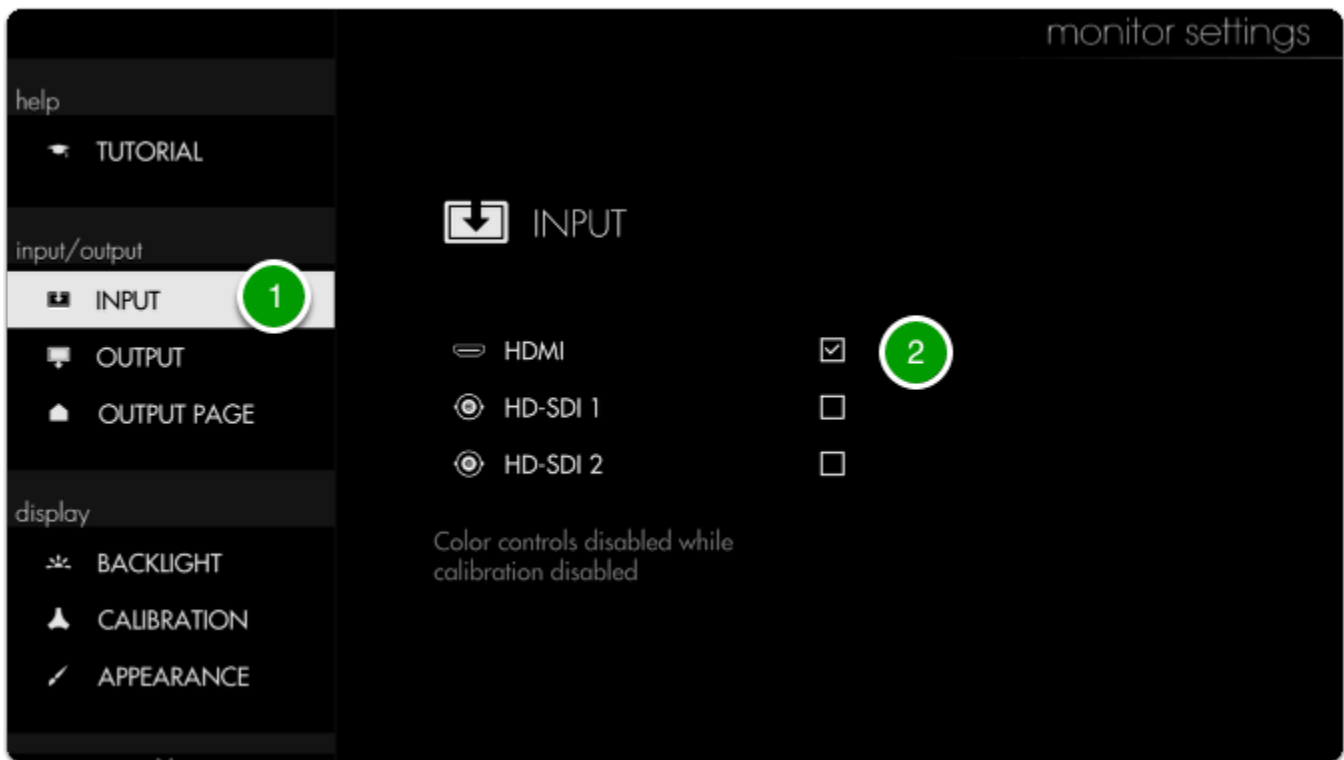 monitor settings
help
TUTORIAL
input/output
INPUT
1
OUTPUT
OUTPUT PAGE
display
BACKLIGHT
CALIBRATION
APPEARANCE
INPUT
HDMI
2
HD-SDI 1
HD-SDI 2
Color controls disabled while
calibration disabled